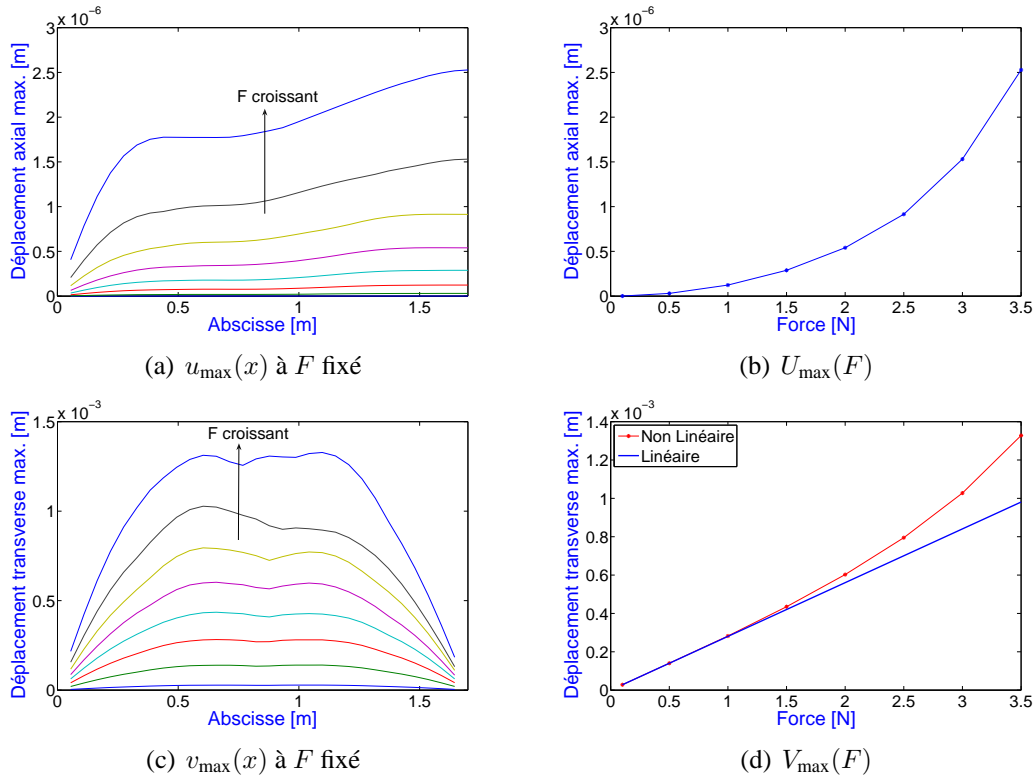 x 10⁻⁶
3
2.5
2
1.5
1
0.5
0
0
0.5
1
1.5
Déplacement axial max. [m]
F croissant
Abscisse [m]
(a) u_max(x) à F fixé
x 10⁻⁶
3
2.5
2
1.5
1
0.5
0
0
0.5
1
1.5
2
2.5
3
3.5
Déplacement axial max. [m]
Force [N]
(b) U_max(F)
x 10⁻³
1.5
1
0.5
0
0
0.5
1
1.5
Déplacement transverse max. [m]
F croissant
Abscisse [m]
(c) v_max(x) à F fixé
x 10⁻³
1.4
1.2
1
0.8
0.6
0.4
0.2
0
0
0.5
1
1.5
2
2.5
3
3.5
Déplacement transverse max. [m]
Non Linéaire
Linéaire
Force [N]
(d) V_max(F)